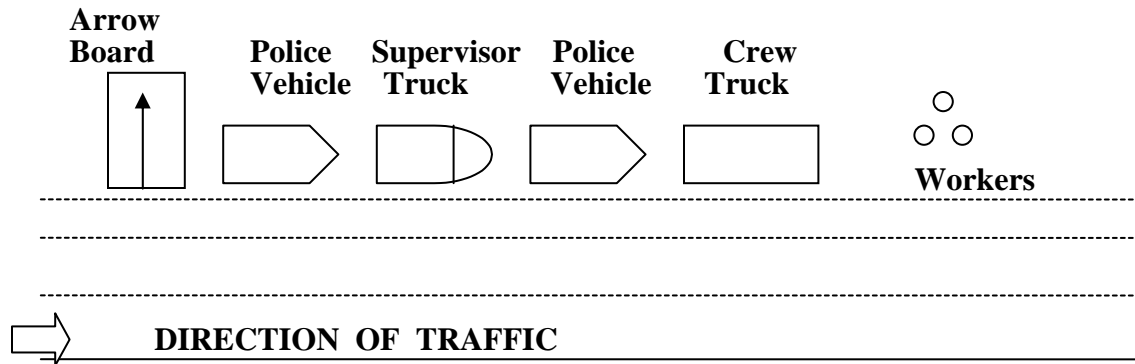 Arrow
Board
Police
Vehicle
Supervisor
Truck
Police
Vehicle
Crew
Truck
Workers
DIRECTION OF TRAFFIC